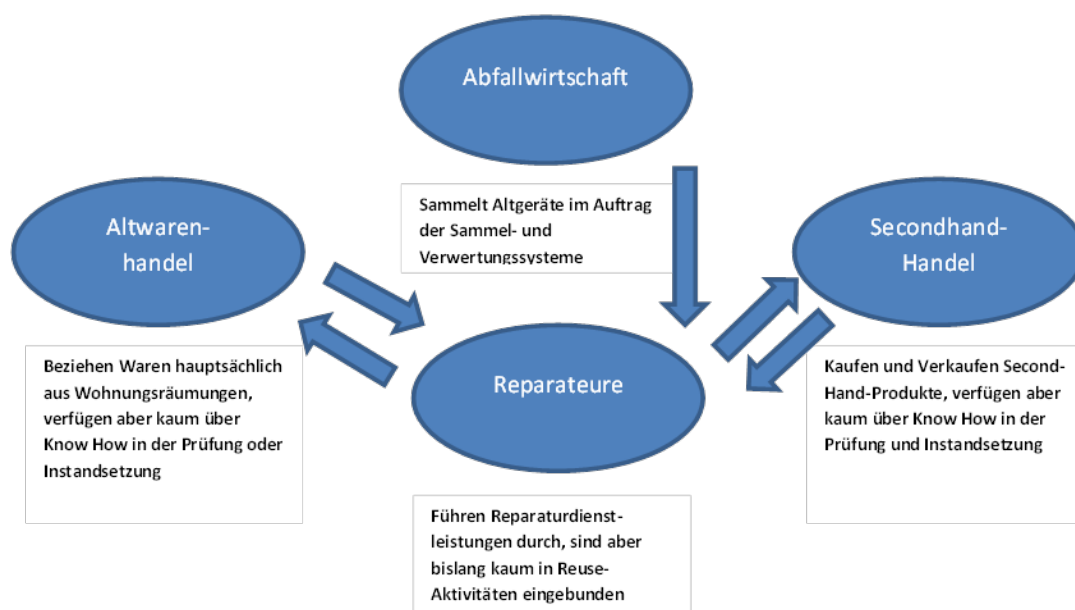 Abfallwirtschaft
Sammelt Altgeräte im Auftrag
der Sammel- und
Verwertungssysteme
Altwaren-
handel
Secondhand-
Handel
Beziehen Waren hauptsächlich
aus Wohnungsräumungen,
verfügen aber kaum über
Know How in der Prüfung oder
Instandsetzung
Reparateure
Kaufen und Verkaufen Second-
Hand-Produkte, verfügen aber
kaum über Know How in der
Prüfung und Instandsetzung
Führen Reparaturdienst-
leistungen durch, sind aber
bislang kaum in Reuse-
Aktivitäten eingebunden